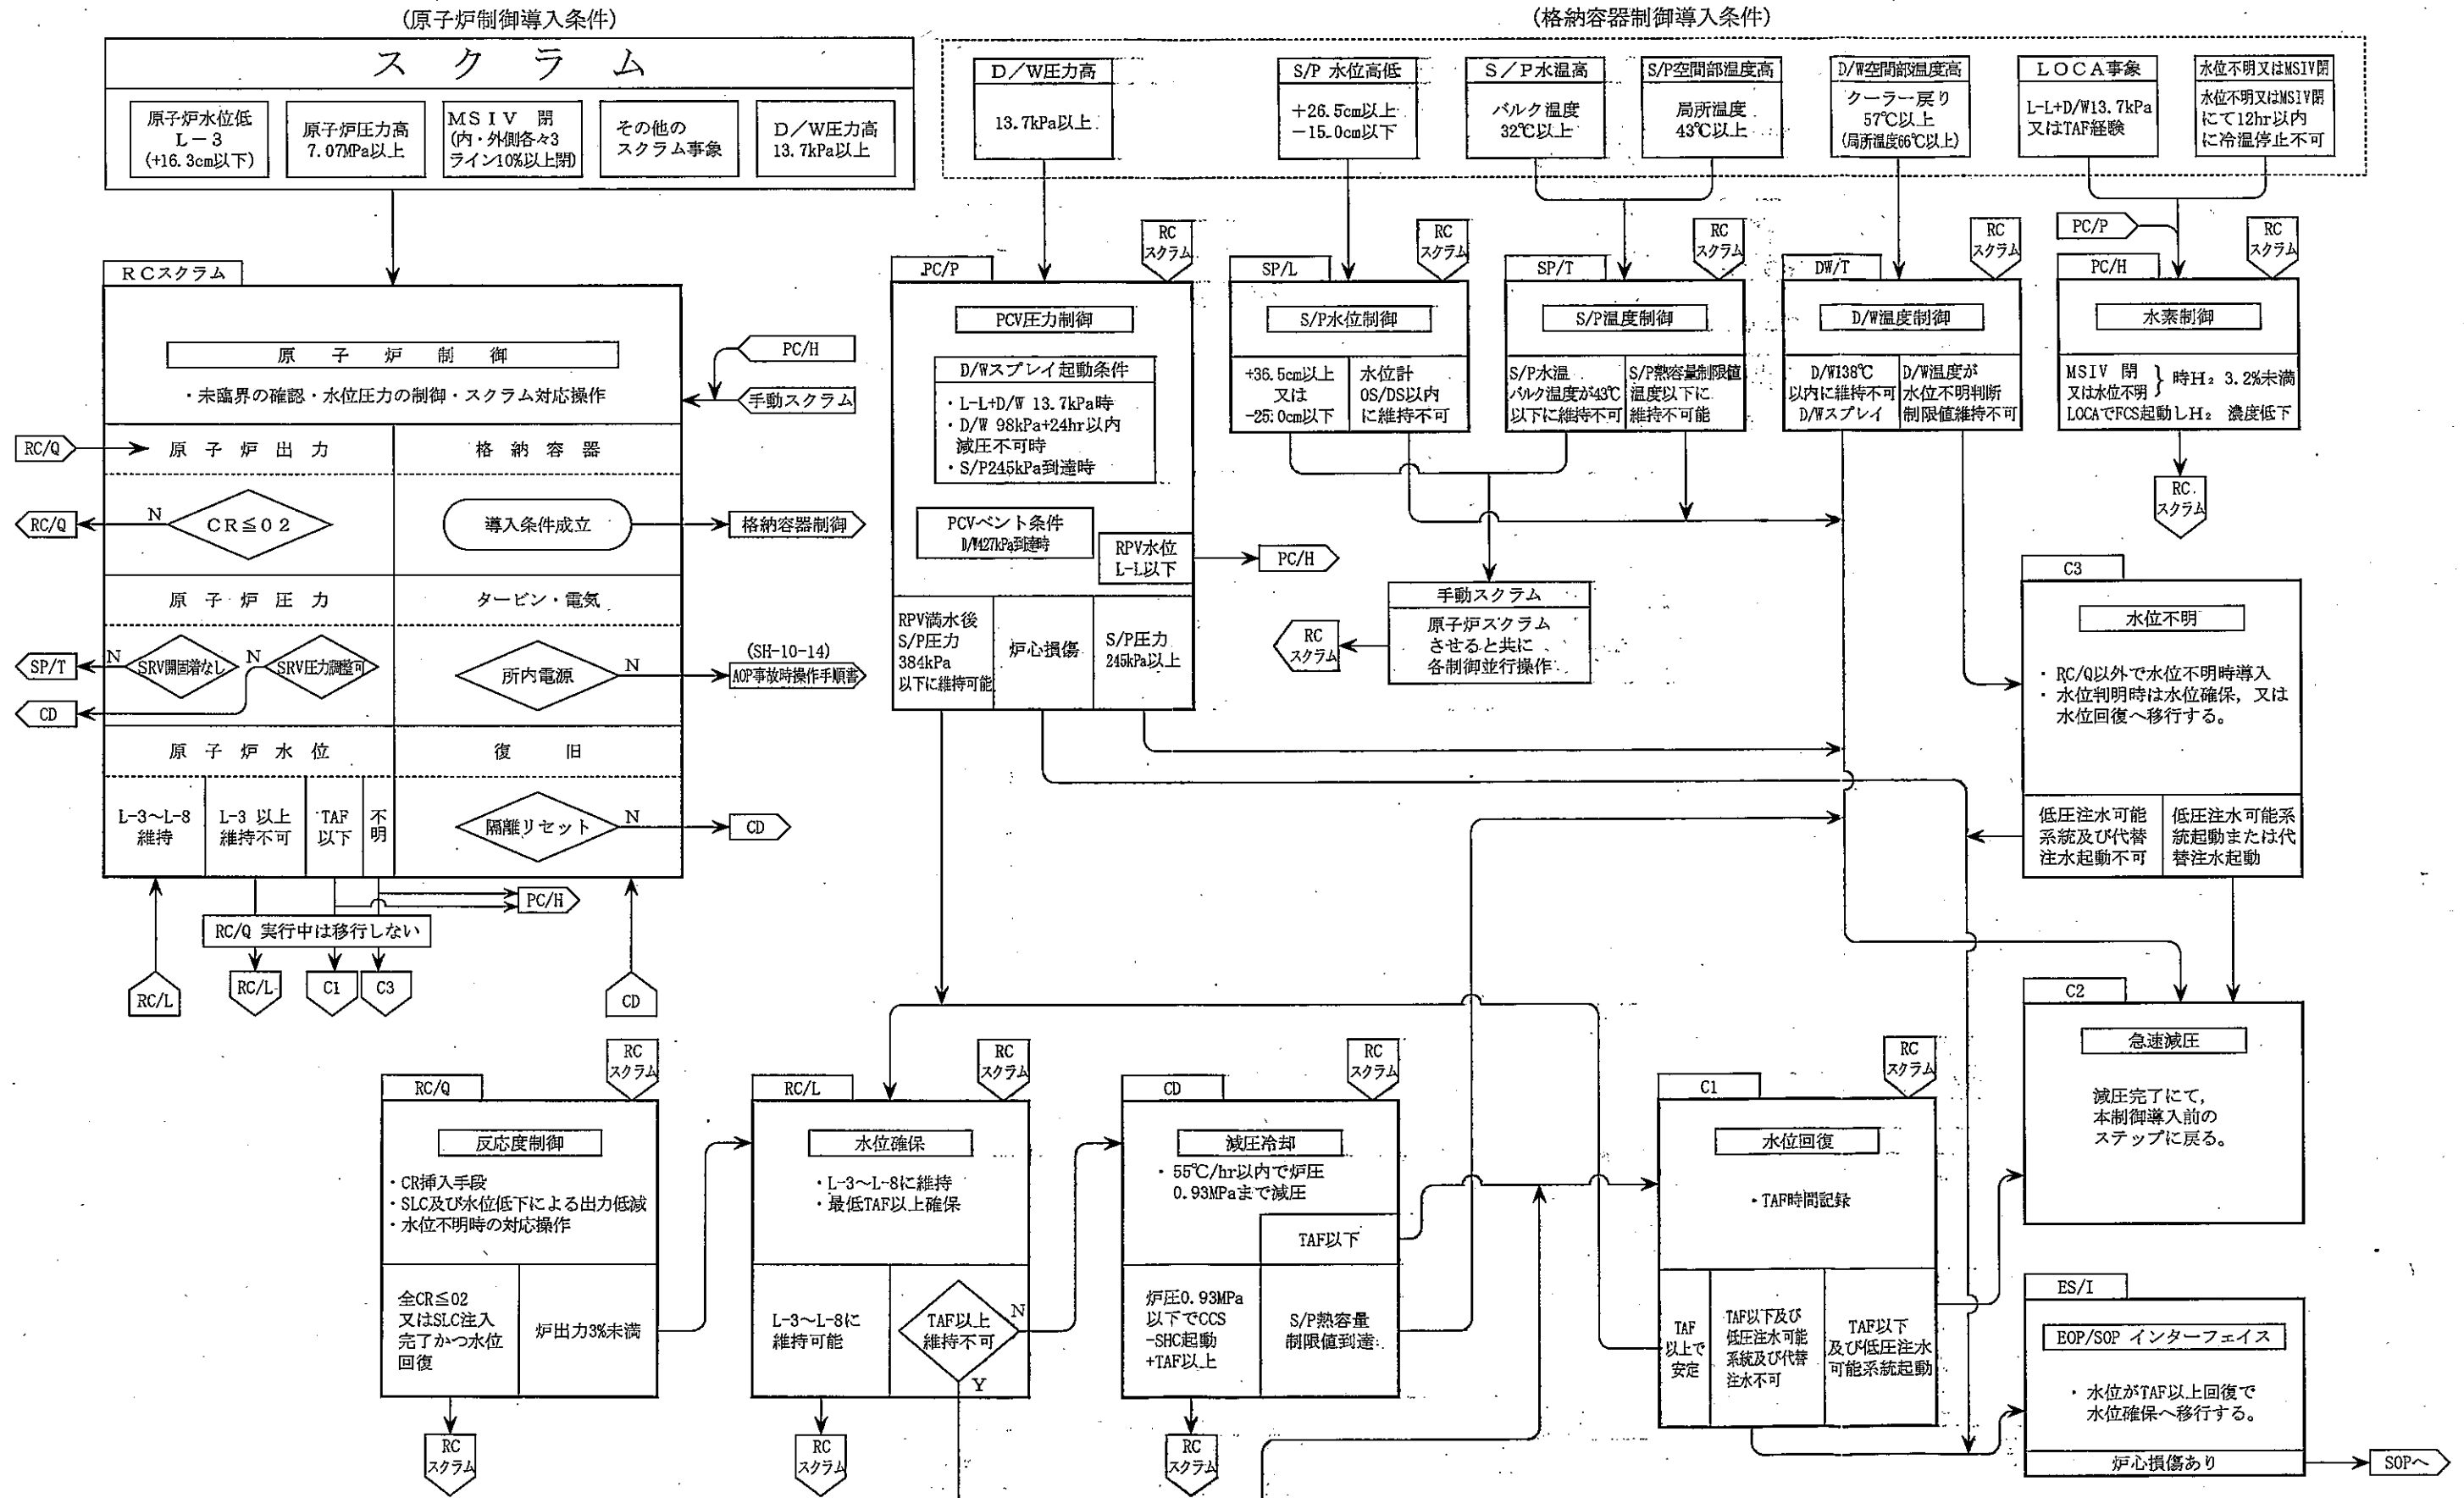 (原子炉制御導入条件)
スクラム
原子炉水位低
L-3
(+16.3cm以下)
原子炉圧力高
7.07MPa以上
MSIV 閉
(内・外側各々3
ライン10%以上閉)
その他の
スクラム事象
D/W圧力高
13.7kPa以上
(格納容器制御導入条件)
D/W圧力高
13.7kPa以上
S/P 水位高低
+26.5cm以上
-15.0cm以下
S/P水温高
バルク温度
32℃以上
S/P空間部温度高
局所温度
43℃以上
D/W空間部温度高
クーラー戻り
57℃以上
(局所温度66℃以上)
LOCA事象
L-L+D/W13.7kPa
又はTAF経験
水位不明又はMSIV閉
水位不明又はMSIV閉
にて12hr以内
に冷温停止不可
RCスクラム
原子炉制御
・未臨界の確認・水位圧力の制御・スクラム対応操作
PC/H
手動スクラム
RC/Q
原子炉出力
格納容器
RC/Q
N
CR≦02
導入条件成立
格納容器制御
原子炉圧力
タービン・電気
SP/T
N
SRV開固着なし
N
SRV圧力調整可
CD
所内電源
N
(SH-10-14)
AOP事故時操作手順書
原子炉水位
復旧
L-3~L-8
維持
L-3 以上
維持不可
TAF
以下
不
明
隔離リセット
N
CD
PC/H
RC/Q 実行中は移行しない
RC/L
RC/L
C1
C3
CD
RC
スクラム
PC/P
PCV圧力制御
D/Wスプレイ起動条件
・L-L+D/W 13.7kPa時
・D/W 98kPa+24hr以内
減圧不可時
・S/P245kPa到達時
PCVベント条件
D/W427kPa到達時
RPV水位
L-L以下
PC/H
RPV満水後
S/P圧力
384kPa
以下に維持可能
炉心損傷
S/P圧力
245kPa以上
RC
スクラム
SP/L
S/P水位制御
+36.5cm以上
又は
-25.0cm以下
水位計
OS/DS以内
に維持不可
RC
スクラム
SP/T
S/P温度制御
S/P水温
バルク温度が43℃
以下に維持不可
S/P熱容量制限値
温度以下に
維持不可能
手動スクラム
原子炉スクラム
させると共に
各制御並行操作
RC
スクラム
RC
スクラム
DW/T
D/W温度制御
D/W138℃
以内に維持不可
D/Wスプレイ
D/W温度が
水位不明判断
制限値維持不可
PC/P
RC
スクラム
PC/H
水素制御
MSIV 閉
又は水位不明
} 時H₂ 3.2%未満
LOCAでFCS起動しH₂ 濃度低下
RC
スクラム
C3
水位不明
・RC/Q以外で水位不明時導入
・水位判明時は水位確保,又は
水位回復へ移行する。
低圧注水可能
系統及び代替
注水起動不可
低圧注水可能系
統起動または代
替注水起動
C2
急速減圧
減圧完了にて,
本制御導入前の
ステップに戻る。
RC
スクラム
RC/Q
反応度制御
・CR挿入手段
・SLC及び水位低下による出力低減
・水位不明時の対応操作
全CR≦02
又はSLC注入
完了かつ水位
回復
炉出力3%未満
RC
スクラム
RC
スクラム
RC/L
水位確保
・L-3~L-8に維持
・最低TAF以上確保
L-3~L-8に
維持可能
TAF以上
維持不可
N
Y
RC
スクラム
RC
スクラム
CD
減圧冷却
・55℃/hr以内で炉圧
0.93MPaまで減圧
TAF以下
炉圧0.93MPa
以下でCCS
-SHC起動
+TAF以上
S/P熱容量
制限値到達
RC
スクラム
RC
スクラム
C1
水位回復
・TAF時間記録
TAF
以上で
安定
TAF以下及び
低圧注水可能
系統及び代替
注水不可
TAF以下
及び低圧注水
可能系統起動
ES/I
EOP/SOP インターフェイス
・水位がTAF以上回復で
水位確保へ移行する。
炉心損傷あり
SOPへ